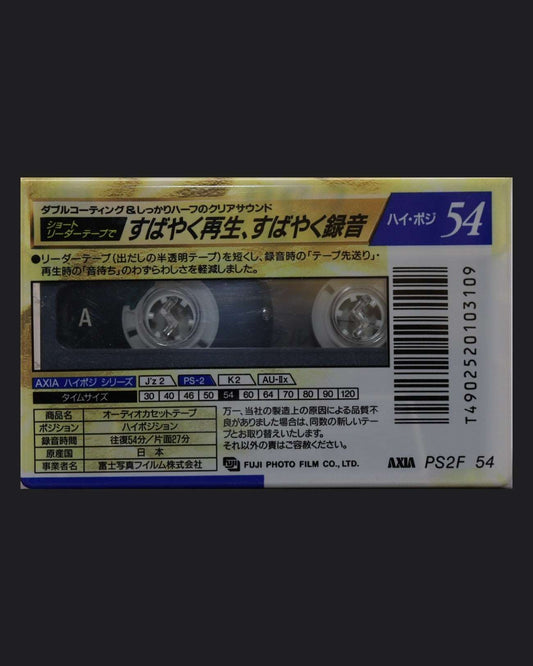 ダブルコーティング&しっかりハーフのクリアサウンド
ショート
リーダーテープで
すばやく再生、すばやく録音
ハイ・ポジ 54
●リーダーテープ(出だしの半透明テープ)を短くし、録音時の「テープ先送り」・
再生時の「音待ち」のわずらわしさを軽減しました。
A
T4902520103109
AXIA ハイポジ シリーズ J'z 2 PS-2 K2 AU-IIx
タイムサイズ 30 40 46 50 54 60 64 70 80 90 120
商品名 オーディオカセットテープ
ポジション ハイポジション
録音時間 往復54分/片面27分
原産国 日本
事業者名 富士写真フイルム株式会社
万一、当社の製造上の原因による品質不
良がありました場合は、同数の新しいテー
プとお取り替えいたします。
それ以外の責はご容赦ください。
FUJI FUJI PHOTO FILM CO., LTD.
AXIA PS2F 54